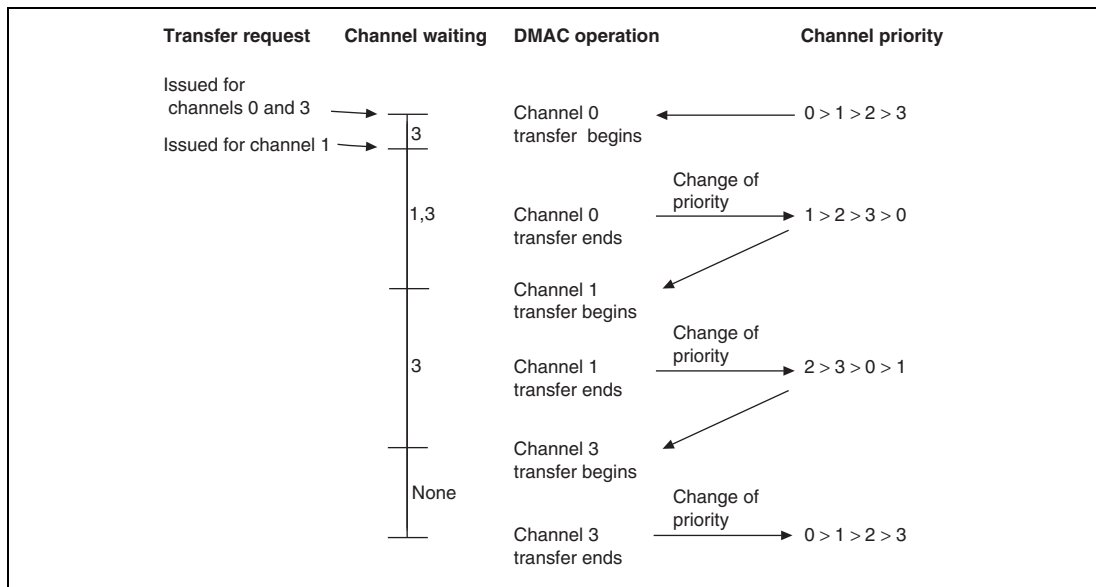 Transfer request Channel waiting DMAC operation Channel priority
Issued for
channels 0 and 3
Channel 0
transfer begins
0 > 1 > 2 > 3
3
Issued for channel 1
1,3
Channel 0
transfer ends
Change of
priority
1 > 2 > 3 > 0
Channel 1
transfer begins
3
Channel 1
transfer ends
Change of
priority
2 > 3 > 0 > 1
Channel 3
transfer begins
None
Channel 3
transfer ends
Change of
priority
0 > 1 > 2 > 3